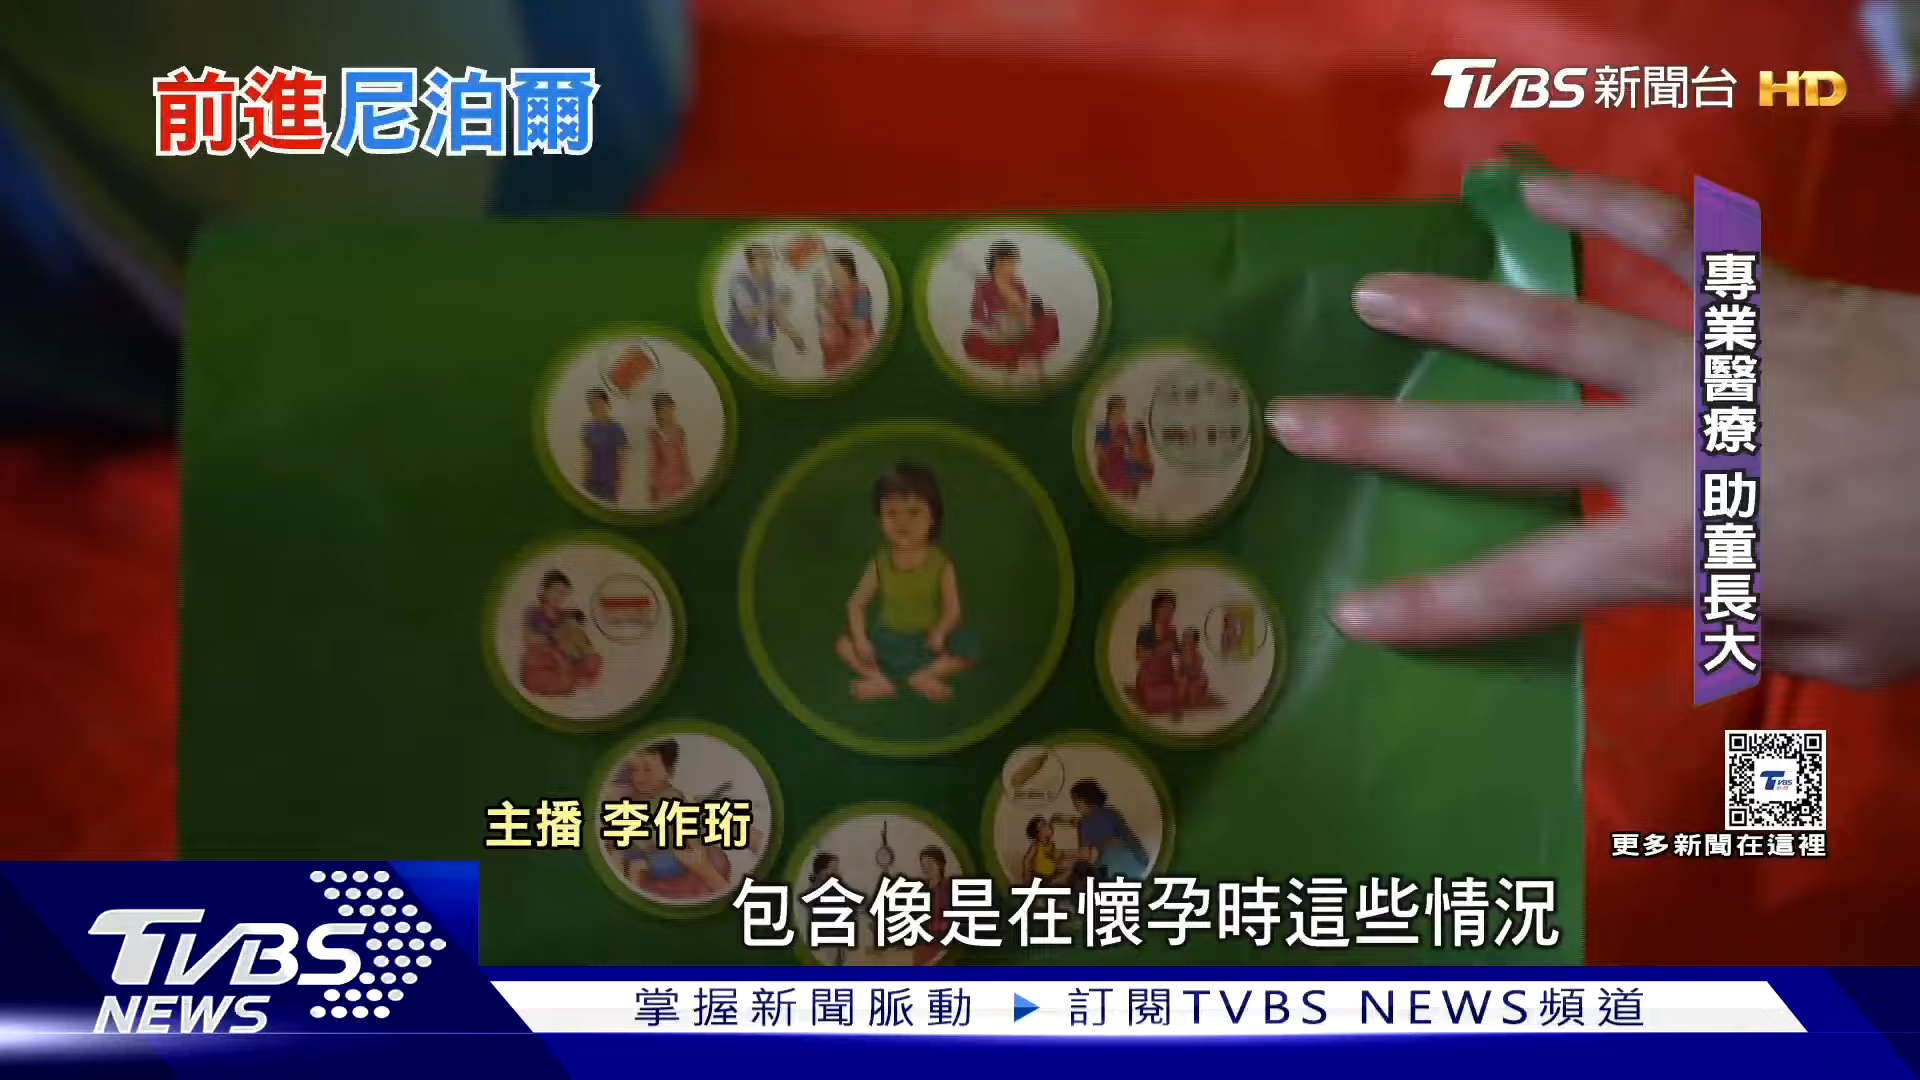 前進尼泊爾
TVBS新聞台 HD
專業醫療 助童長大
TVBS
更多新聞在這裡
主播 李作珩
包含像是在懷孕時這些情況
TVBS
NEWS
掌握新聞脈動 ▶ 訂閱TVBS NEWS頻道